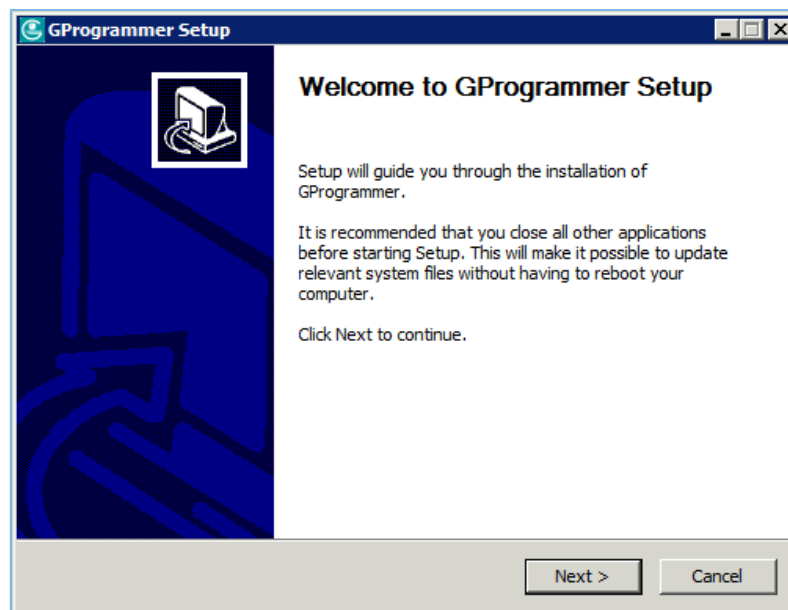 GProgrammer Setup
Welcome to GProgrammer Setup
Setup will guide you through the installation of
GProgrammer.
It is recommended that you close all other applications
before starting Setup. This will make it possible to update
relevant system files without having to reboot your
computer.
Click Next to continue.
Next >
Cancel